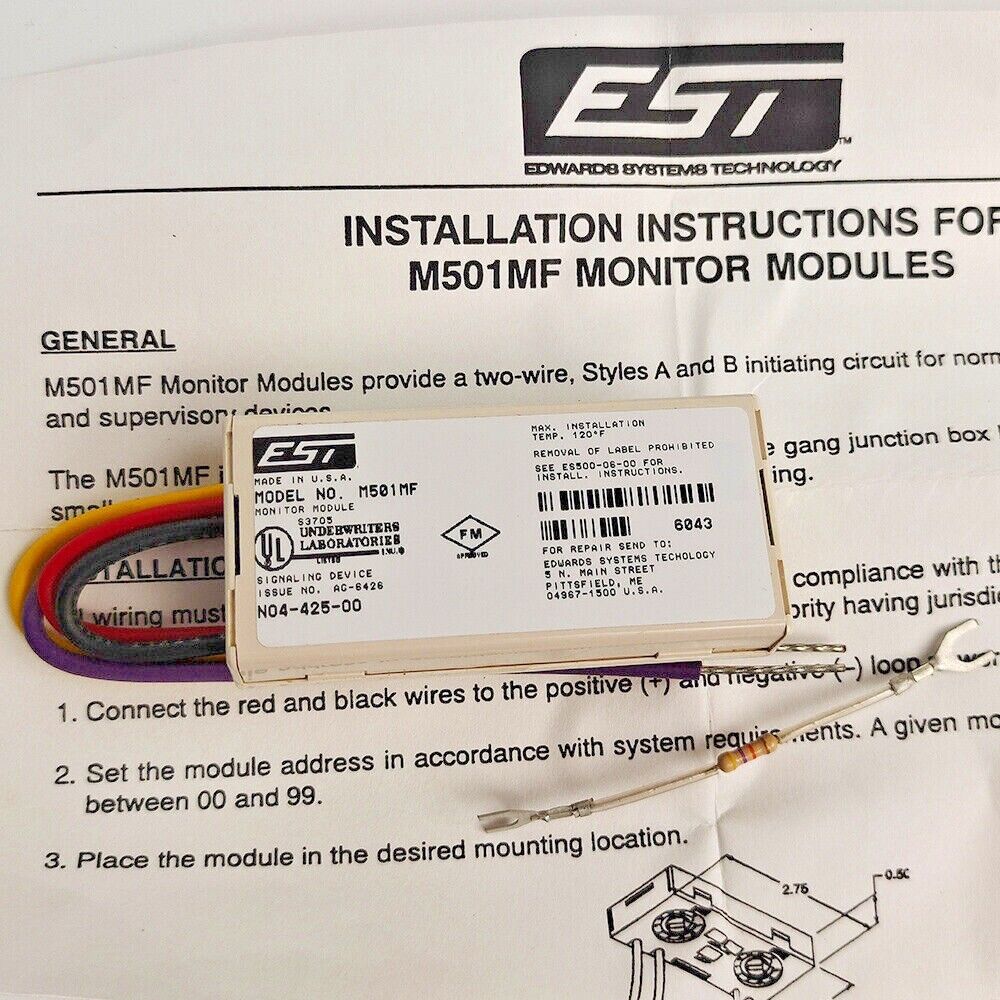 EST
TM
EDWARDS SYSTEMS TECHNOLOGY
INSTALLATION INSTRUCTIONS FOR
M501MF MONITOR MODULES
GENERAL
M501MF Monitor Modules provide a two-wire, Styles A and B initiating circuit for norm
and supervisory devices
The M501MF i
e gang junction box
smal
ing.
TALLATIC
compliance with th
wiring must
ority having jurisdic
1. Connect the red and black wires to the positive (+) and negative (-) loop
2. Set the module address in accordance with system requirements. A given mo
between 00 and 99.
3. Place the module in the desired mounting location.
2.75
0.50
EST
MADE IN U.S.A.
MODEL NO. M501MF
MONITOR MODULE
S3705
UL
UNDERWRITERS
LABORATORIES
INC.®
LISTED
SIGNALING DEVICE
ISSUE NO. AC-6426
N04-425-00
FM
APPROVED
MAX. INSTALLATION
TEMP. 120°F
REMOVAL OF LABEL PROHIBITED
SEE ES500-06-00 FOR
INSTALL. INSTRUCTIONS.
6043
FOR REPAIR SEND TO:
EDWARDS SYSTEMS TECHOLOGY
5 N. MAIN STREET
PITTSFIELD, ME
04967-1500 U.S.A.